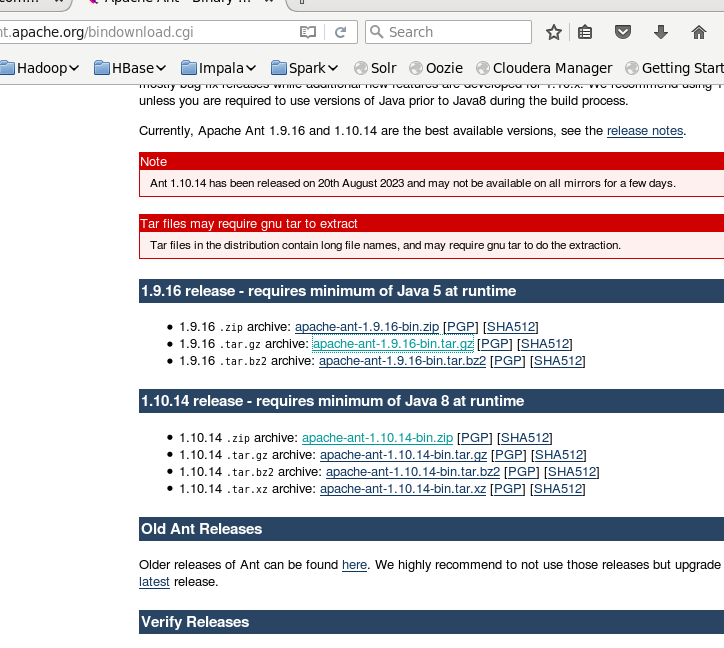 Apache Ant - Binary
nt.apache.org/bindownload.cgi
Search
Hadoop
HBase
Impala
Spark
Solr
Oozie
Cloudera Manager
Getting Start
mostly bug fix releases while additional new features are developed for 1.10.x. We recommend using 1
unless you are required to use versions of Java prior to Java8 during the build process.
Currently, Apache Ant 1.9.16 and 1.10.14 are the best available versions, see the release notes.
Note
Ant 1.10.14 has been released on 20th August 2023 and may not be available on all mirrors for a few days.
Tar files may require gnu tar to extract
Tar files in the distribution contain long file names, and may require gnu tar to do the extraction.
1.9.16 release - requires minimum of Java 5 at runtime
1.9.16 .zip archive: apache-ant-1.9.16-bin.zip [PGP] [SHA512]
1.9.16 .tar.gz archive: apache-ant-1.9.16-bin.tar.gz [PGP] [SHA512]
1.9.16 .tar.bz2 archive: apache-ant-1.9.16-bin.tar.bz2 [PGP] [SHA512]
1.10.14 release - requires minimum of Java 8 at runtime
1.10.14 .zip archive: apache-ant-1.10.14-bin.zip [PGP] [SHA512]
1.10.14 .tar.gz archive: apache-ant-1.10.14-bin.tar.gz [PGP] [SHA512]
1.10.14 .tar.bz2 archive: apache-ant-1.10.14-bin.tar.bz2 [PGP] [SHA512]
1.10.14 .tar.xz archive: apache-ant-1.10.14-bin.tar.xz [PGP] [SHA512]
Old Ant Releases
Older releases of Ant can be found here. We highly recommend to not use those releases but upgrade
latest release.
Verify Releases